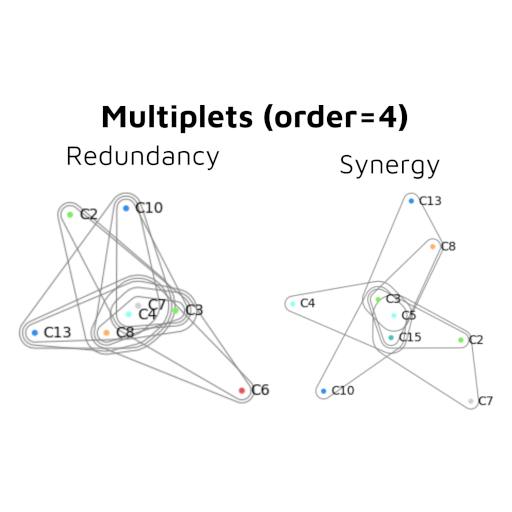 Multiplets (order=4)
Redundancy
Synergy
C2
C10
C7
C4
C3
C13
C8
C6
C13
C8
C4
C3
C5
C15
C2
C10
C7